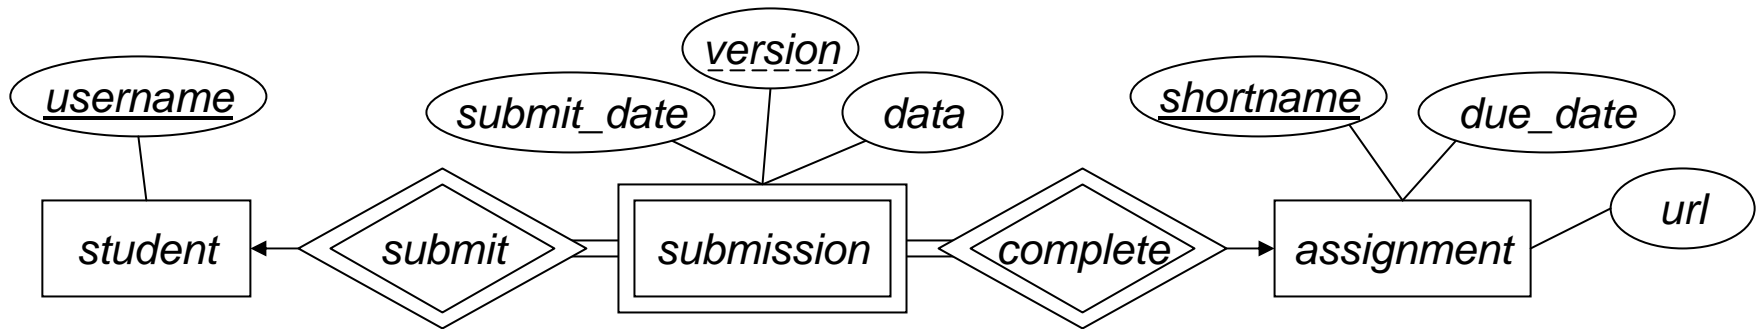 version
username
submit_date
data
shortname
due_date
url
student
submit
submission
complete
assignment